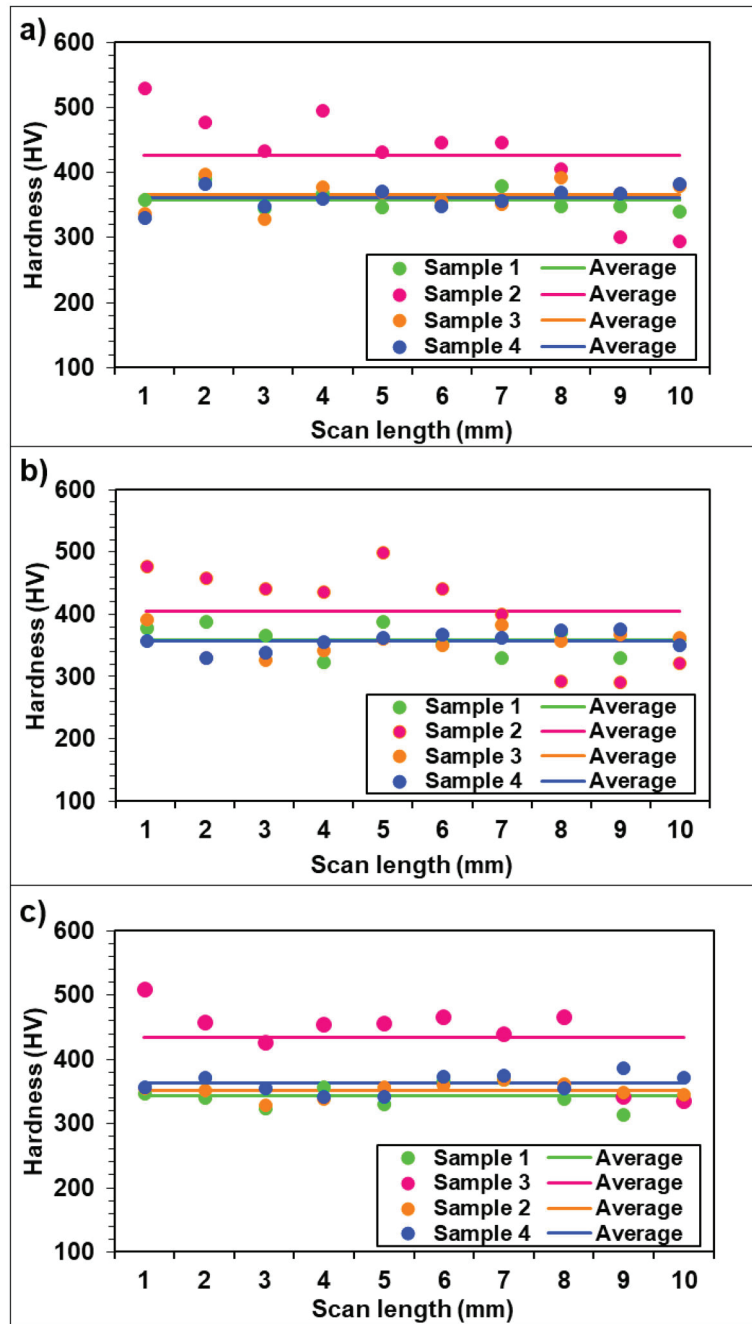 a)
600
500
400
300
200
100
Hardness (HV)
Sample 1 Average
Sample 2 Average
Sample 3 Average
Sample 4 Average
1 2 3 4 5 6 7 8 9 10
Scan length (mm)
b)
600
500
400
300
200
100
Hardness (HV)
Sample 1 Average
Sample 2 Average
Sample 3 Average
Sample 4 Average
1 2 3 4 5 6 7 8 9 10
Scan length (mm)
c)
600
500
400
300
200
100
Hardness (HV)
Sample 1 Average
Sample 3 Average
Sample 2 Average
Sample 4 Average
1 2 3 4 5 6 7 8 9 10
Scan length (mm)